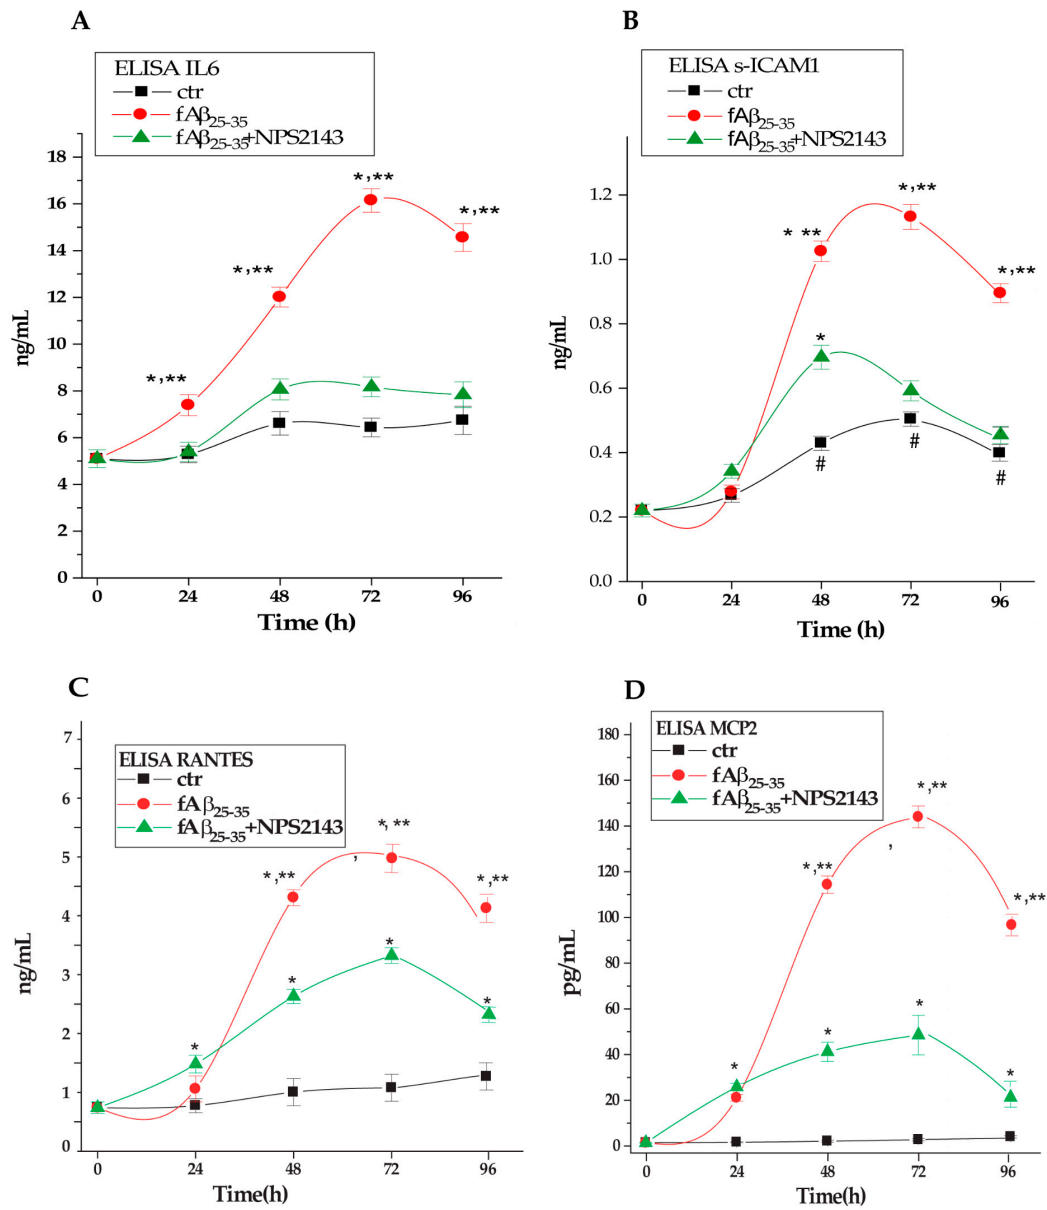 A
ELISA IL6
ctr
fAβ25-35
fAβ25-35+NPS2143
18
16
14
12
10
8
6
4
2
0
ng/mL
*,**
*,**
*,**
*,**
0 24 48 72 96
Time (h)
B
ELISA s-ICAM1
ctr
fAβ25-35
fAβ25-35+NPS2143
1.2
1.0
0.8
0.6
0.4
0.2
0.0
ng/mL
* **
*,**
*,**
*
#
#
#
0 24 48 72 96
Time (h)
C
ELISA RANTES
ctr
fAβ25-35
fAβ25-35+NPS2143
7
6
5
5
4
3
3
2
1
1
0
ng/mL
*,**
,
*,**
*,**
*
*
*
*
0 24 48 72 96
Time(h)
D
ELISA MCP2
ctr
fAβ25-35
fAβ25-35+NPS2143
180
160
140
120
100
80
60
40
20
0
pg/mL
*,**
,
*,**
*,**
*
*
*
*
0 24 48 72 96
Time(h)